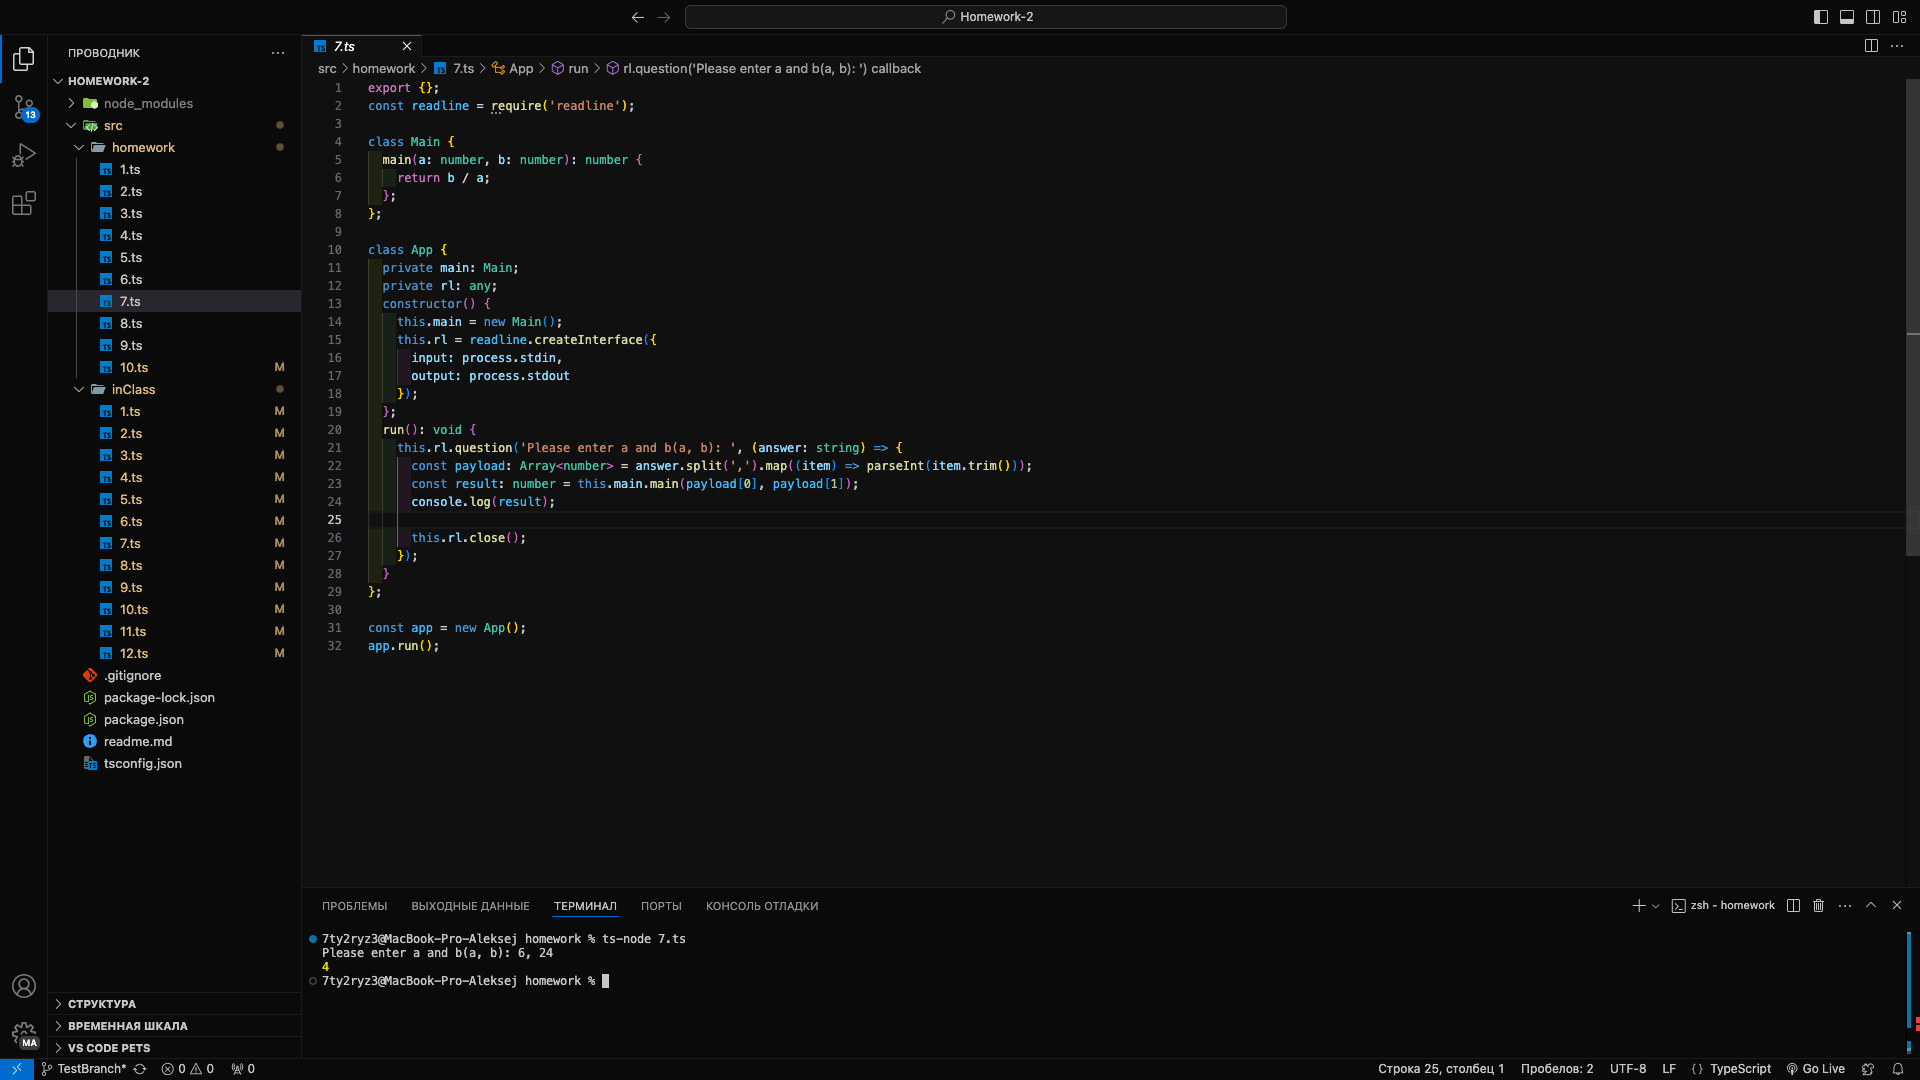 Homework-2
ПРОВОДНИК
HOMEWORK-2
node_modules
src
homework
1.ts
2.ts
3.ts
4.ts
5.ts
6.ts
7.ts
8.ts
9.ts
10.ts M
inClass
1.ts M
2.ts M
3.ts M
4.ts M
5.ts M
6.ts M
7.ts M
8.ts M
9.ts M
10.ts M
11.ts M
12.ts M
.gitignore
package-lock.json
package.json
readme.md
tsconfig.json
СТРУКТУРА
ВРЕМЕННАЯ ШКАЛА
VS CODE PETS
13
MA
7.ts
src > homework > 7.ts > App > run > rl.question('Please enter a and b(a, b): ') callback
1 export {};
2 const readline = require('readline');
3
4 class Main {
5 main(a: number, b: number): number {
6 return b / a;
7 };
8 };
9
10 class App {
11 private main: Main;
12 private rl: any;
13 constructor() {
14 this.main = new Main();
15 this.rl = readline.createInterface({
16 input: process.stdin,
17 output: process.stdout
18 });
19 };
20 run(): void {
21 this.rl.question('Please enter a and b(a, b): ', (answer: string) => {
22 const payload: Array<number> = answer.split(',').map((item) => parseInt(item.trim()));
23 const result: number = this.main.main(payload[0], payload[1]);
24 console.log(result);
25
26 this.rl.close();
27 });
28 }
29 };
30
31 const app = new App();
32 app.run();
ПРОБЛЕМЫ ВЫХОДНЫЕ ДАННЫЕ ТЕРМИНАЛ ПОРТЫ КОНСОЛЬ ОТЛАДКИ
zsh - homework
7ty2ryz3@MacBook-Pro-Aleksej homework % ts-node 7.ts
Please enter a and b(a, b): 6, 24
4
7ty2ryz3@MacBook-Pro-Aleksej homework %
TestBranch* 0 0 0
Строка 25, столбец 1 Пробелов: 2 UTF-8 LF {} TypeScript Go Live